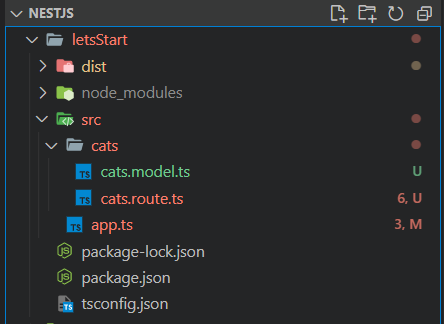 NESTJS
letsStart
dist
node_modules
src
cats
TS cats.model.ts U
TS cats.route.ts 6, U
TS app.ts 3, M
package-lock.json
package.json
TS tsconfig.json